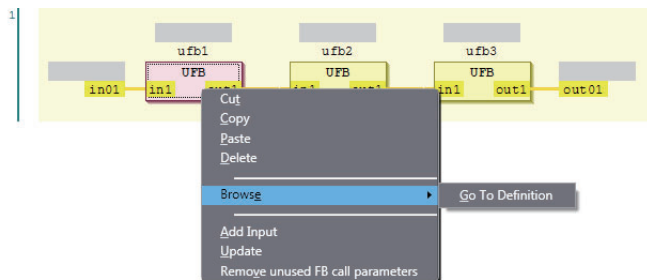 1
ufb1 ufb2 ufb3
UFB UFB UFB
in01 in1 out1 in1 out1 in1 out1 out01
Cut
Copy
Paste
Delete
Browse Go To Definition
Add Input
Update
Remove unused FB call parameters